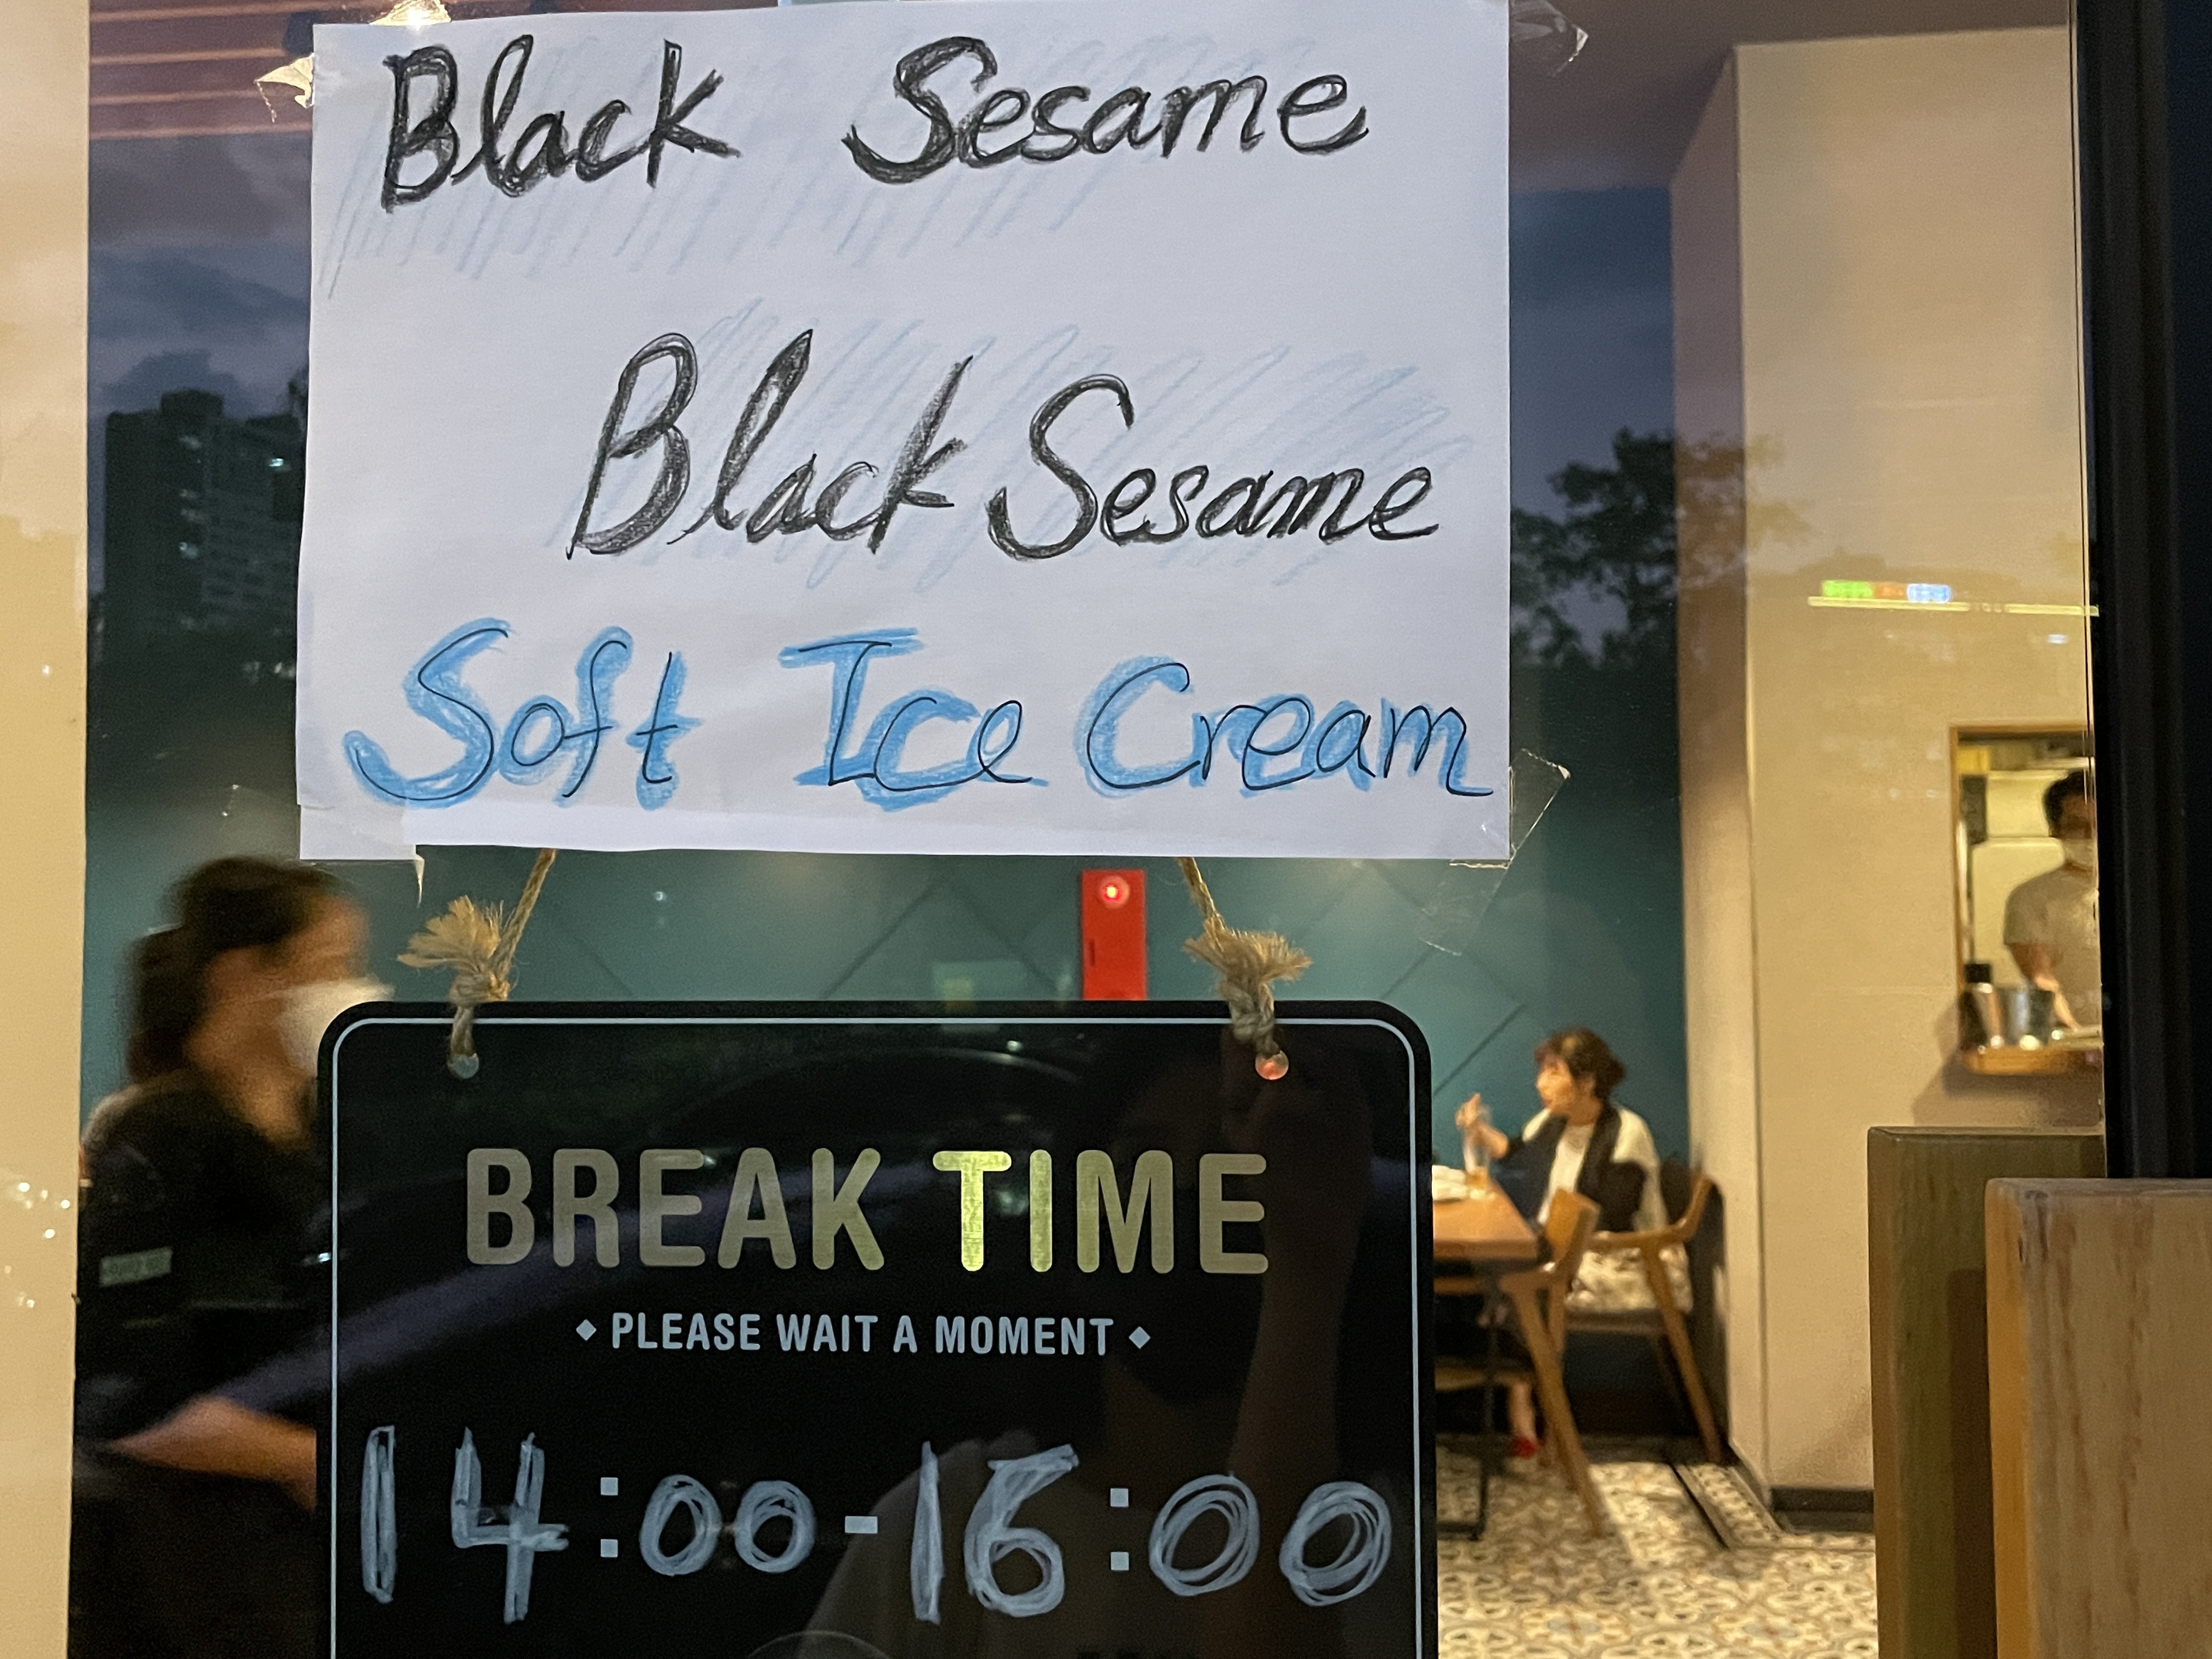 Black Sesame
Black Sesame
Soft Ice Cream
BREAK TIME
PLEASE WAIT A MOMENT
14:00-16:00